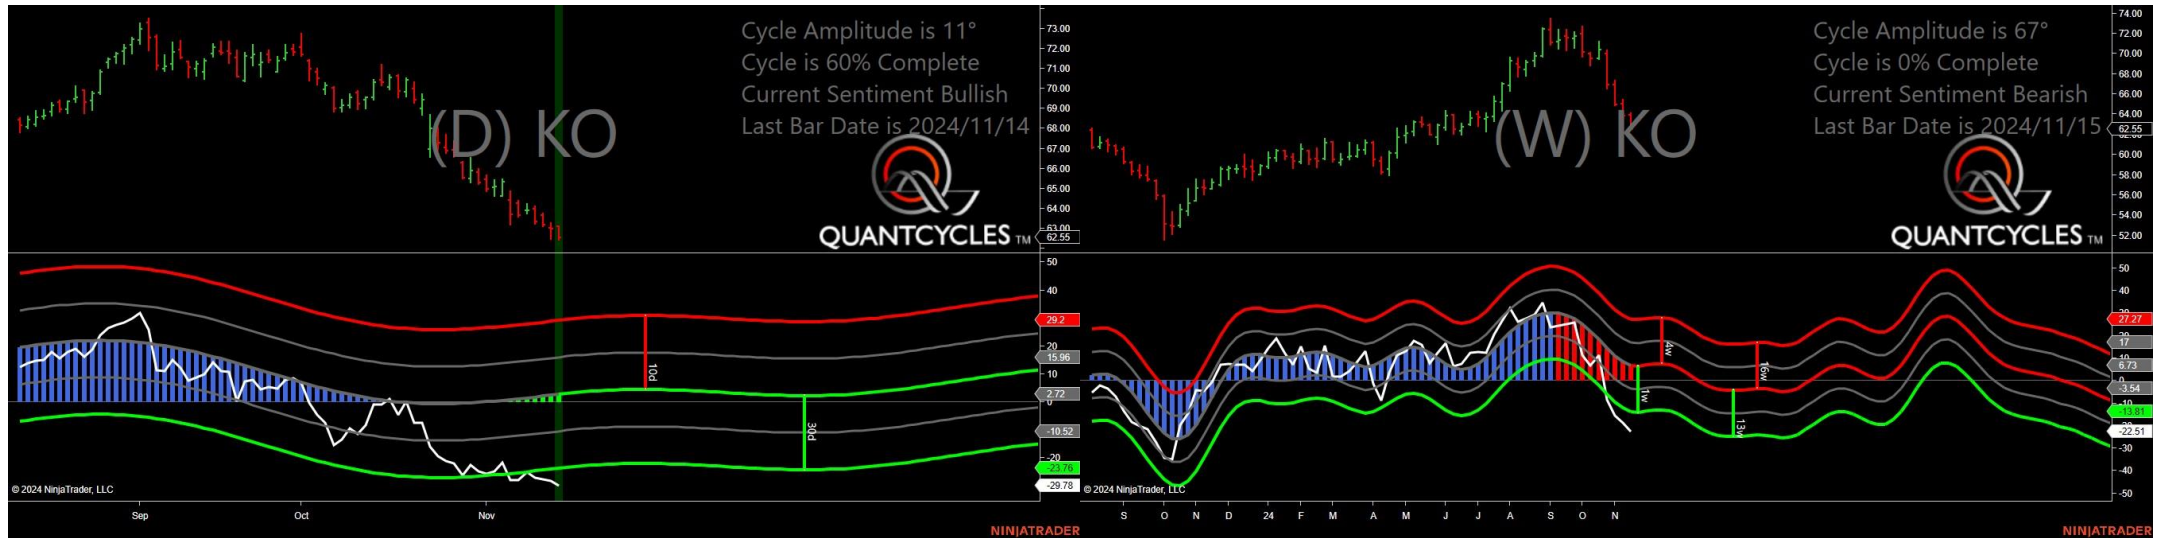 Cycle Amplitude is 11°
Cycle is 60% Complete
Current Sentiment Bullish
Last Bar Date is 2024/11/14
(D) KO
QUANTCYCLES TM
73.00
72.00
71.00
70.00
69.00
68.00
67.00
66.00
65.00
64.00
63.00
62.55
50
40
29.2
20
15.96
10
2.72
0
-10.52
-20
-23.76
-29.78
10d
30d
© 2024 NinjaTrader, LLC
Sep Oct Nov
NINJATRADER
Cycle Amplitude is 67°
Cycle is 0% Complete
Current Sentiment Bearish
Last Bar Date is 2024/11/15
(W) KO
QUANTCYCLES TM
74.00
72.00
70.00
68.00
66.00
64.00
62.55
60.00
58.00
56.00
54.00
52.00
50
40
27.27
17
6.73
-3.54
-13.81
-22.51
-30
-40
-50
4w
16w
1w
13w
© 2024 NinjaTrader, LLC
S O N D 24 F M A M J J A S O N
NINJATRADER